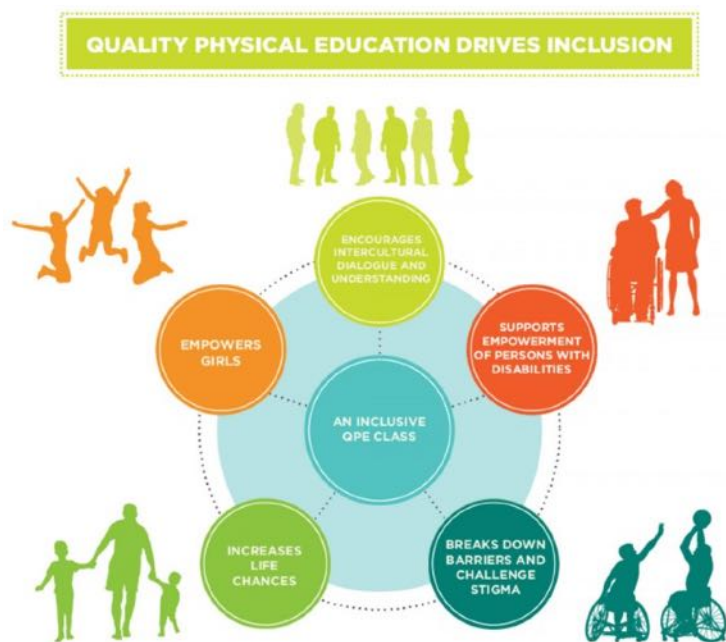 QUALITY PHYSICAL EDUCATION DRIVES INCLUSION
ENCOURAGES
INTERCULTURAL
DIALOGUE AND
UNDERSTANDING
EMPOWERS
GIRLS
SUPPORTS
EMPOWERMENT
OF PERSONS WITH
DISABILITIES
AN INCLUSIVE
QPE CLASS
INCREASES
LIFE
CHANCES
BREAKS DOWN
BARRIERS AND
CHALLENGE
STIGMA